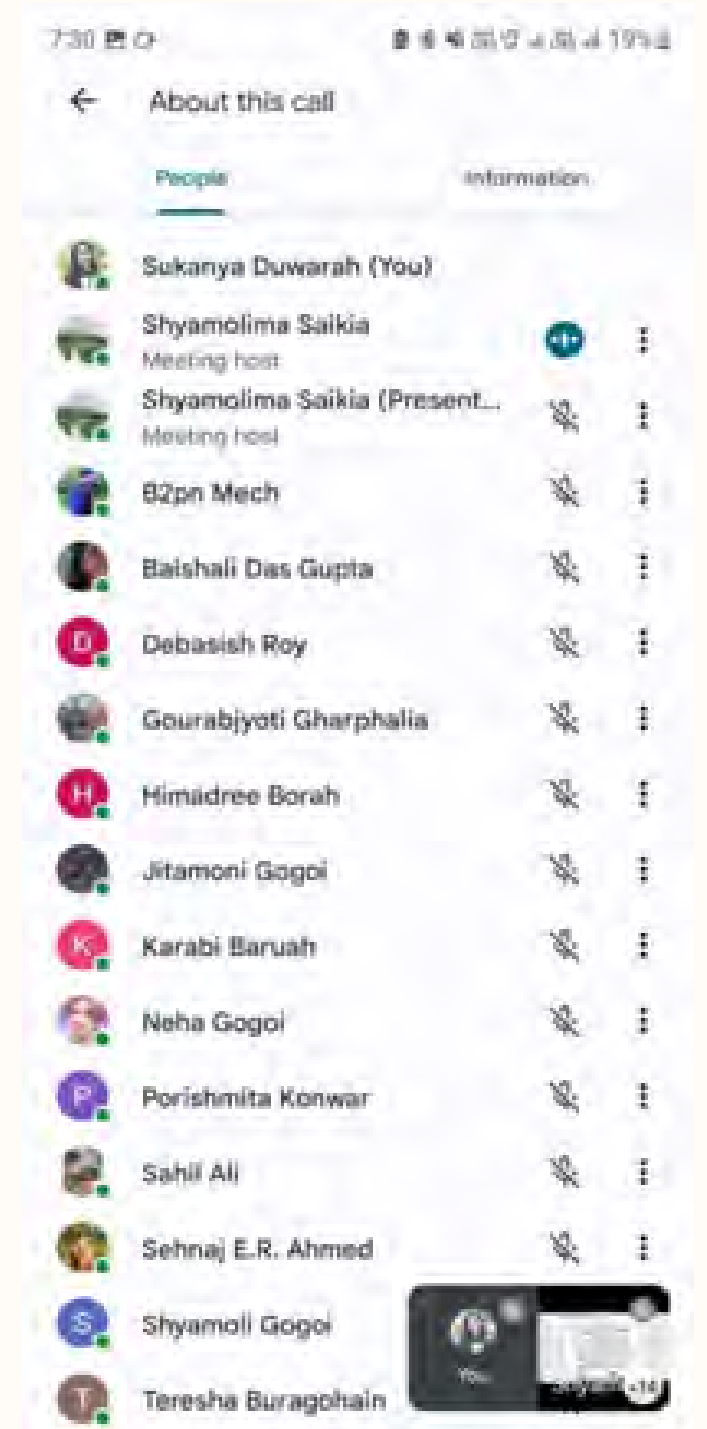 7:30 19%
About this call
People Information
Sukanya Duwarah (You)
Shyamolima Saikia
Meeting host
Shyamolima Saikia (Present...
Meeting host
B2pn Mech
Baishali Das Gupta
D Debasish Roy
Gourabjyoti Gharphalia
H Himadree Borah
Jitamoni Gogoi
K Karabi Baruah
Neha Gogoi
P Porishmita Konwar
Sahil Ali
Sehnaj E.R. Ahmed
S Shyamoli Gogoi
You
+14
T Teresha Buragohain